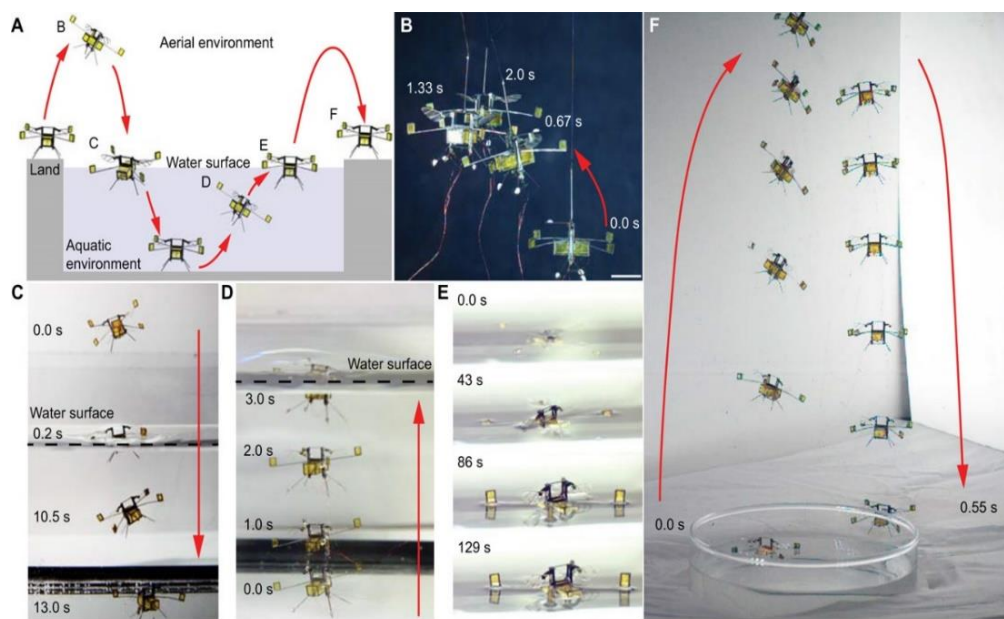 A
B
Aerial environment
F
C
Water surface
E
Land
D
Aquatic
environment
B
2.0 s
1.33 s
0.67 s
0.0 s
F
0.0 s
0.55 s
C
0.0 s
Water surface
0.2 s
10.5 s
13.0 s
D
Water surface
3.0 s
2.0 s
1.0 s
0.0 s
E
0.0 s
43 s
86 s
129 s